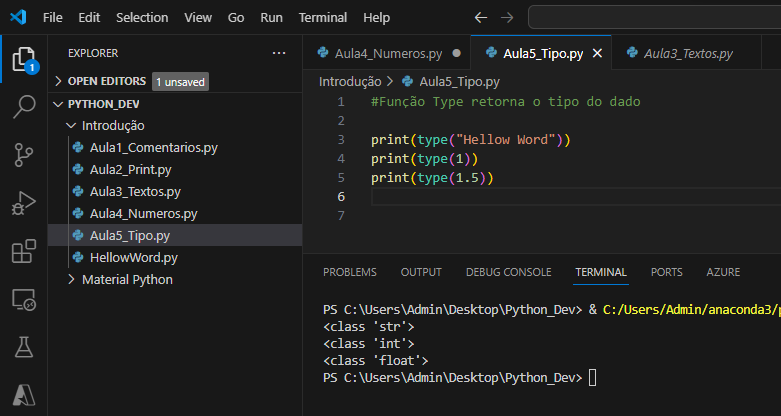 File Edit Selection View Go Run Terminal Help
EXPLORER
OPEN EDITORS 1 unsaved
PYTHON_DEV
Introdução
Aula1_Comentarios.py
Aula2_Print.py
Aula3_Textos.py
Aula4_Numeros.py
Aula5_Tipo.py
HellowWord.py
Material Python
1
Aula4_Numeros.py Aula5_Tipo.py Aula3_Textos.py
Introdução > Aula5_Tipo.py
1 #Função Type retorna o tipo do dado
2
3 print(type("Hellow Word"))
4 print(type(1))
5 print(type(1.5))
6
7
PROBLEMS OUTPUT DEBUG CONSOLE TERMINAL PORTS AZURE
PS C:\Users\Admin\Desktop\Python_Dev> & C:/Users/Admin/anaconda3/p
<class 'str'>
<class 'int'>
<class 'float'>
PS C:\Users\Admin\Desktop\Python_Dev>